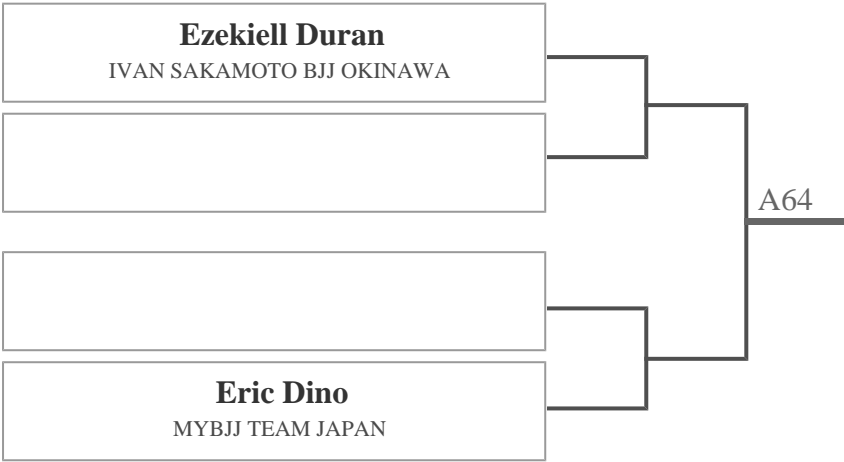 Ezekiell Duran
IVAN SAKAMOTO BJJ OKINAWA
A64
Eric Dino
MYBJJ TEAM JAPAN